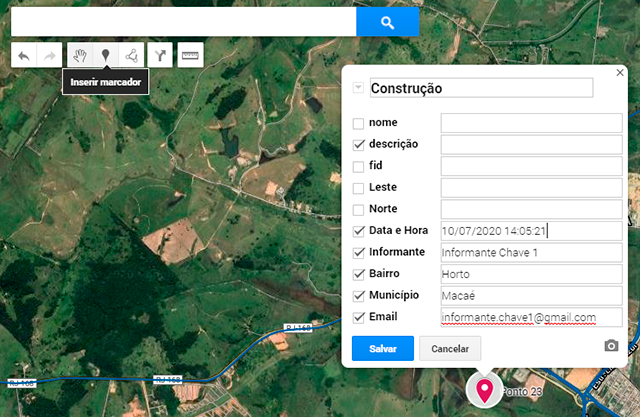 Inserir marcador
Construção
nome
descrição
fid
Leste
Norte
Data e Hora 10/07/2020 14:05:21
Informante Informante Chave 1
Bairro Horto
Município Macaé
Email informante.chave1@gmail.com
Salvar Cancelar
RJ 168
RJ 168
RJ 168
Ponto 23